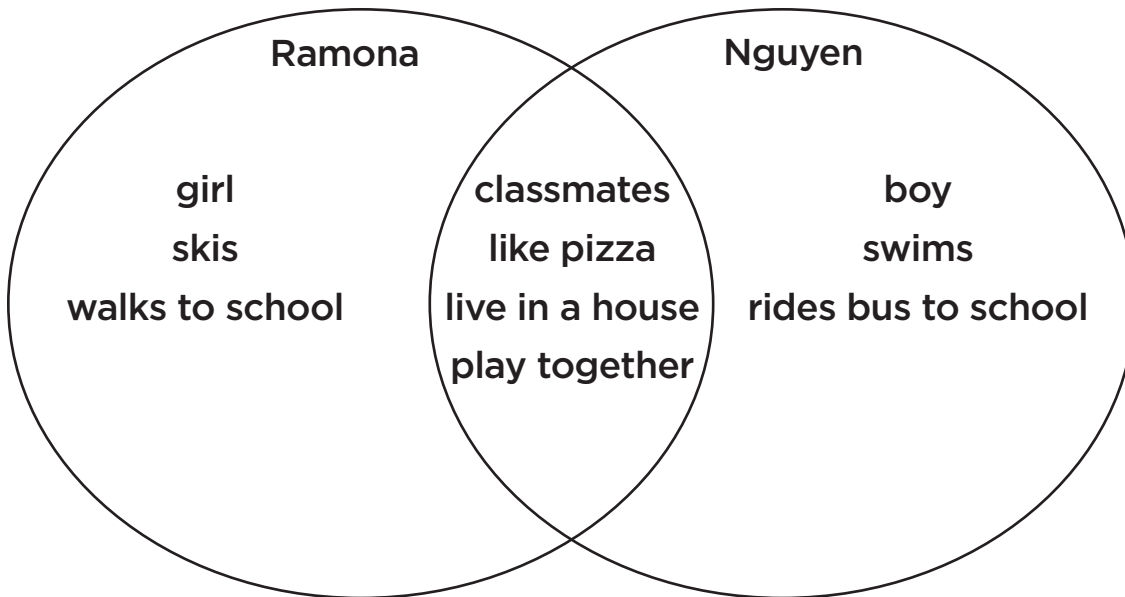 Ramona
Nguyen
girl
skis
walks to school
classmates
like pizza
live in a house
play together
boy
swims
rides bus to school